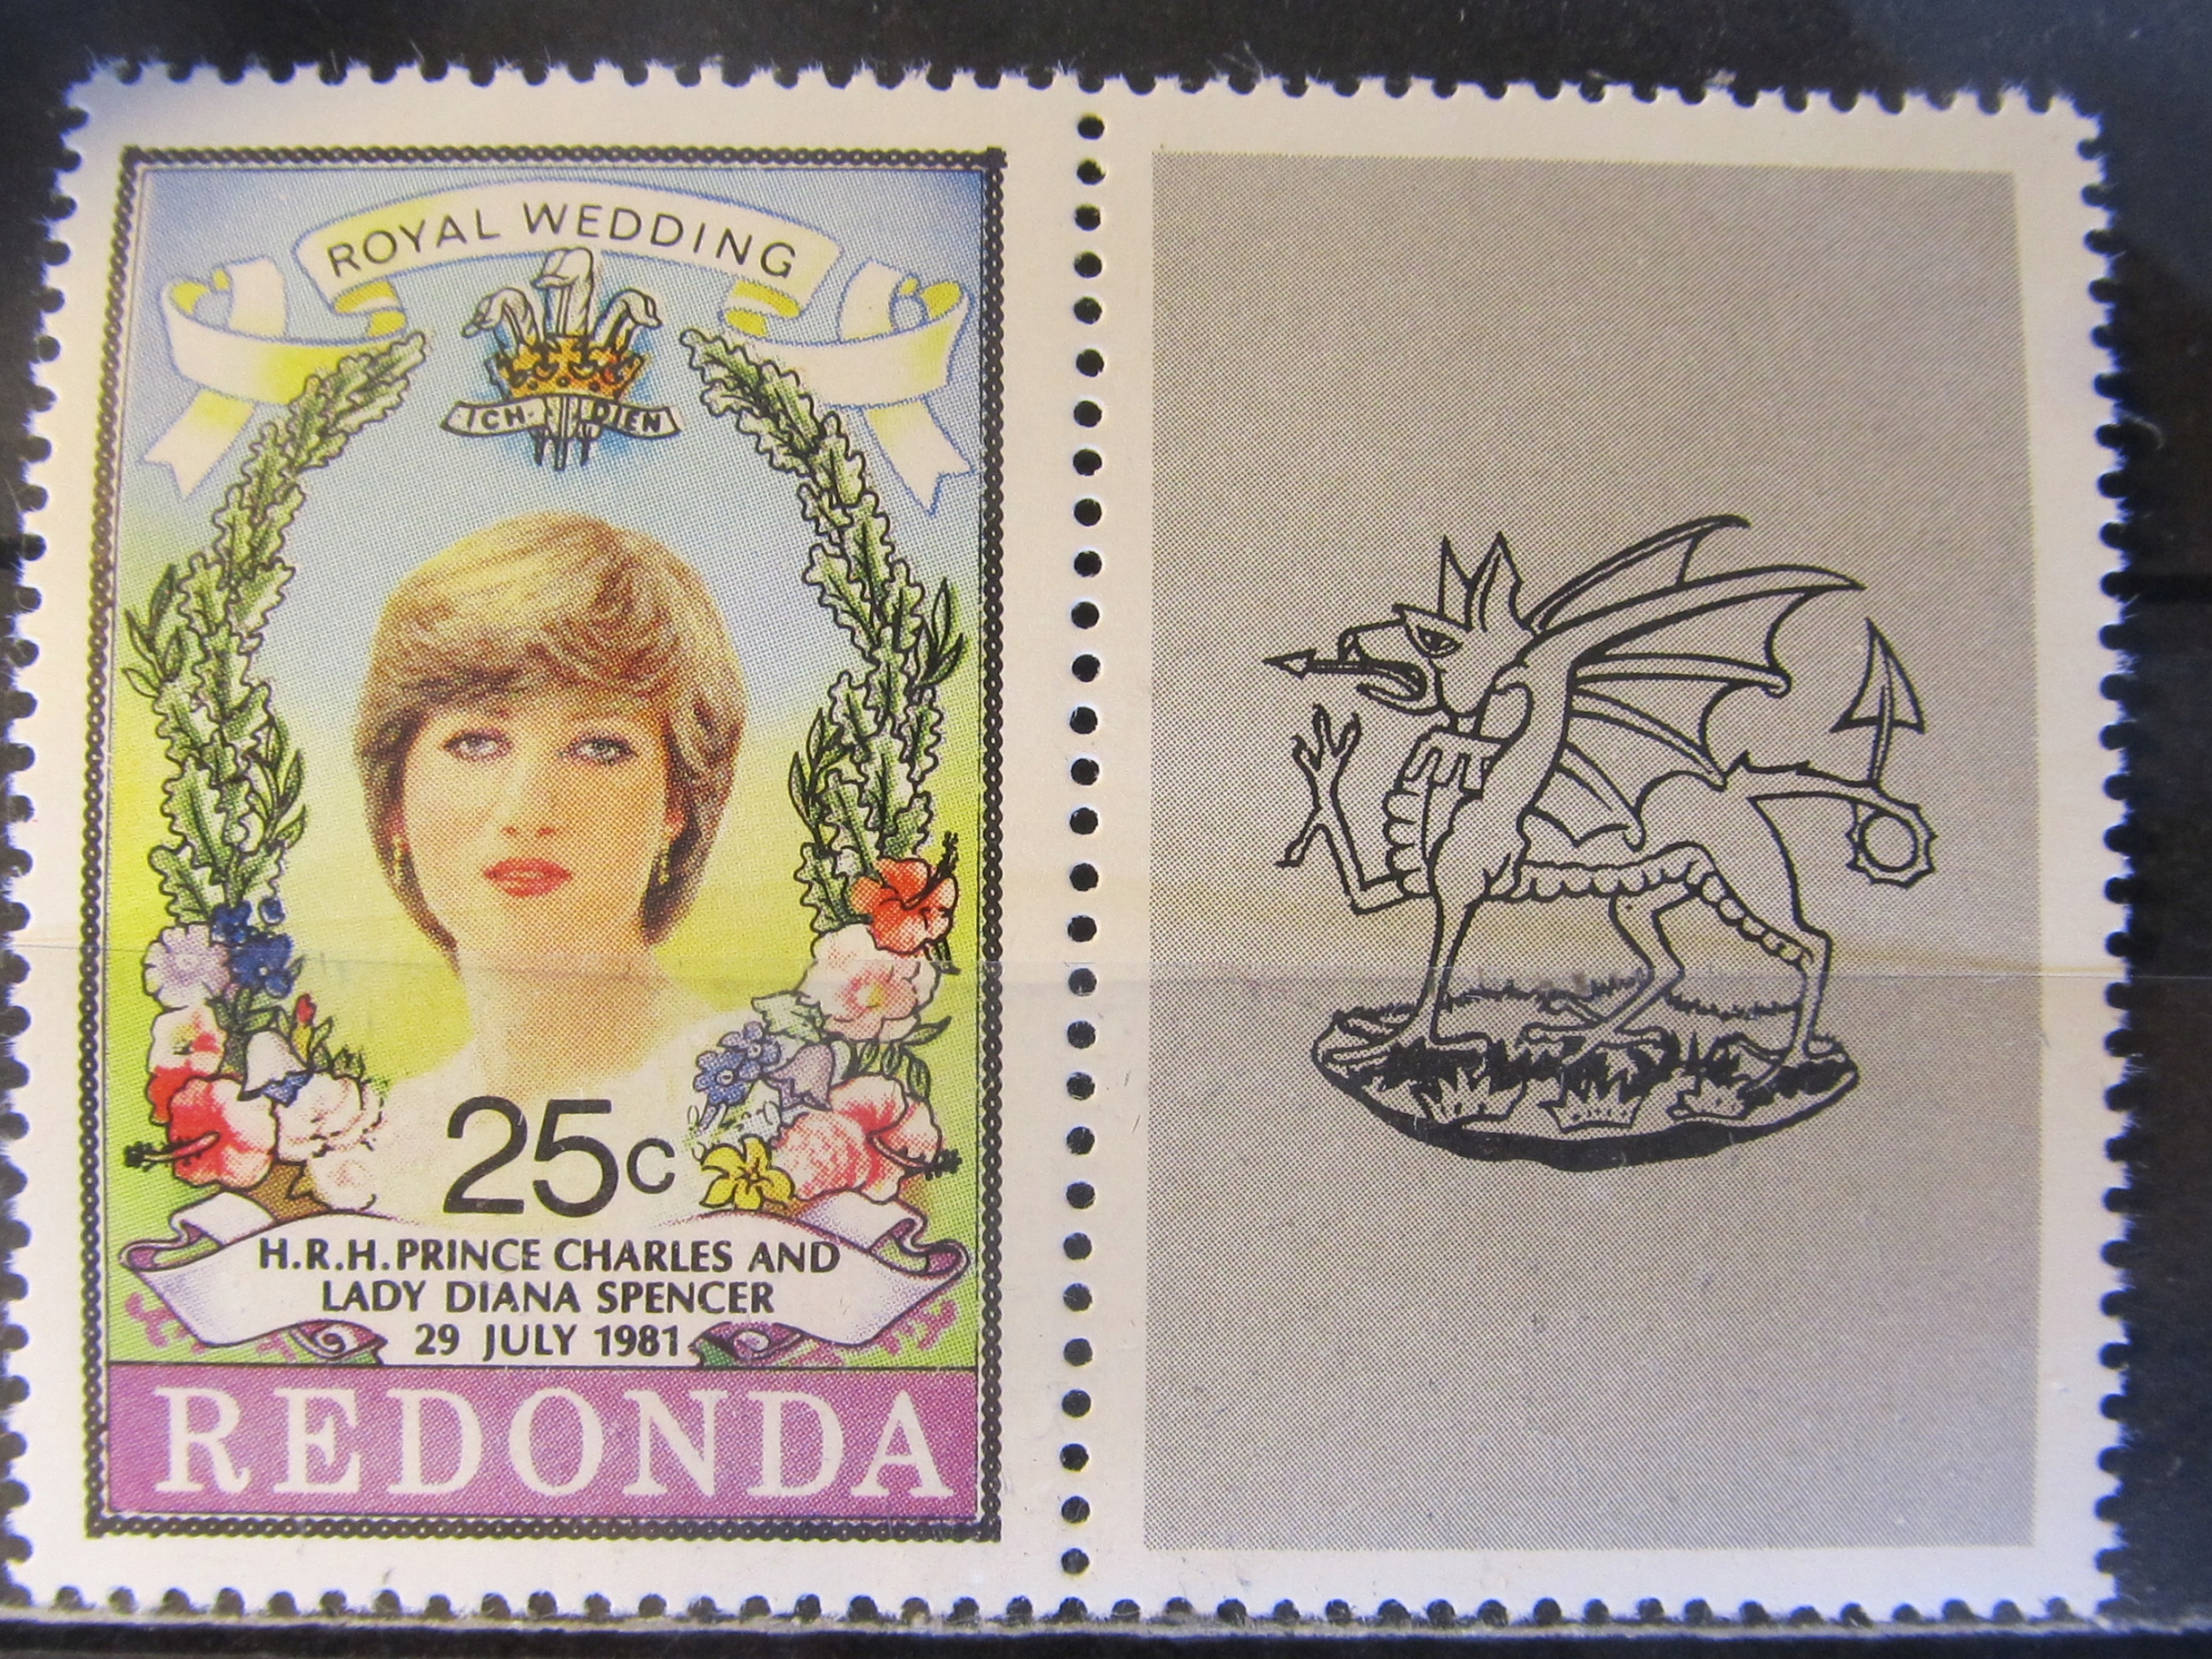 ROYAL WEDDING
ICH DIEN
25c
H.R.H. PRINCE CHARLES AND
LADY DIANA SPENCER
29 JULY 1981
REDONDA